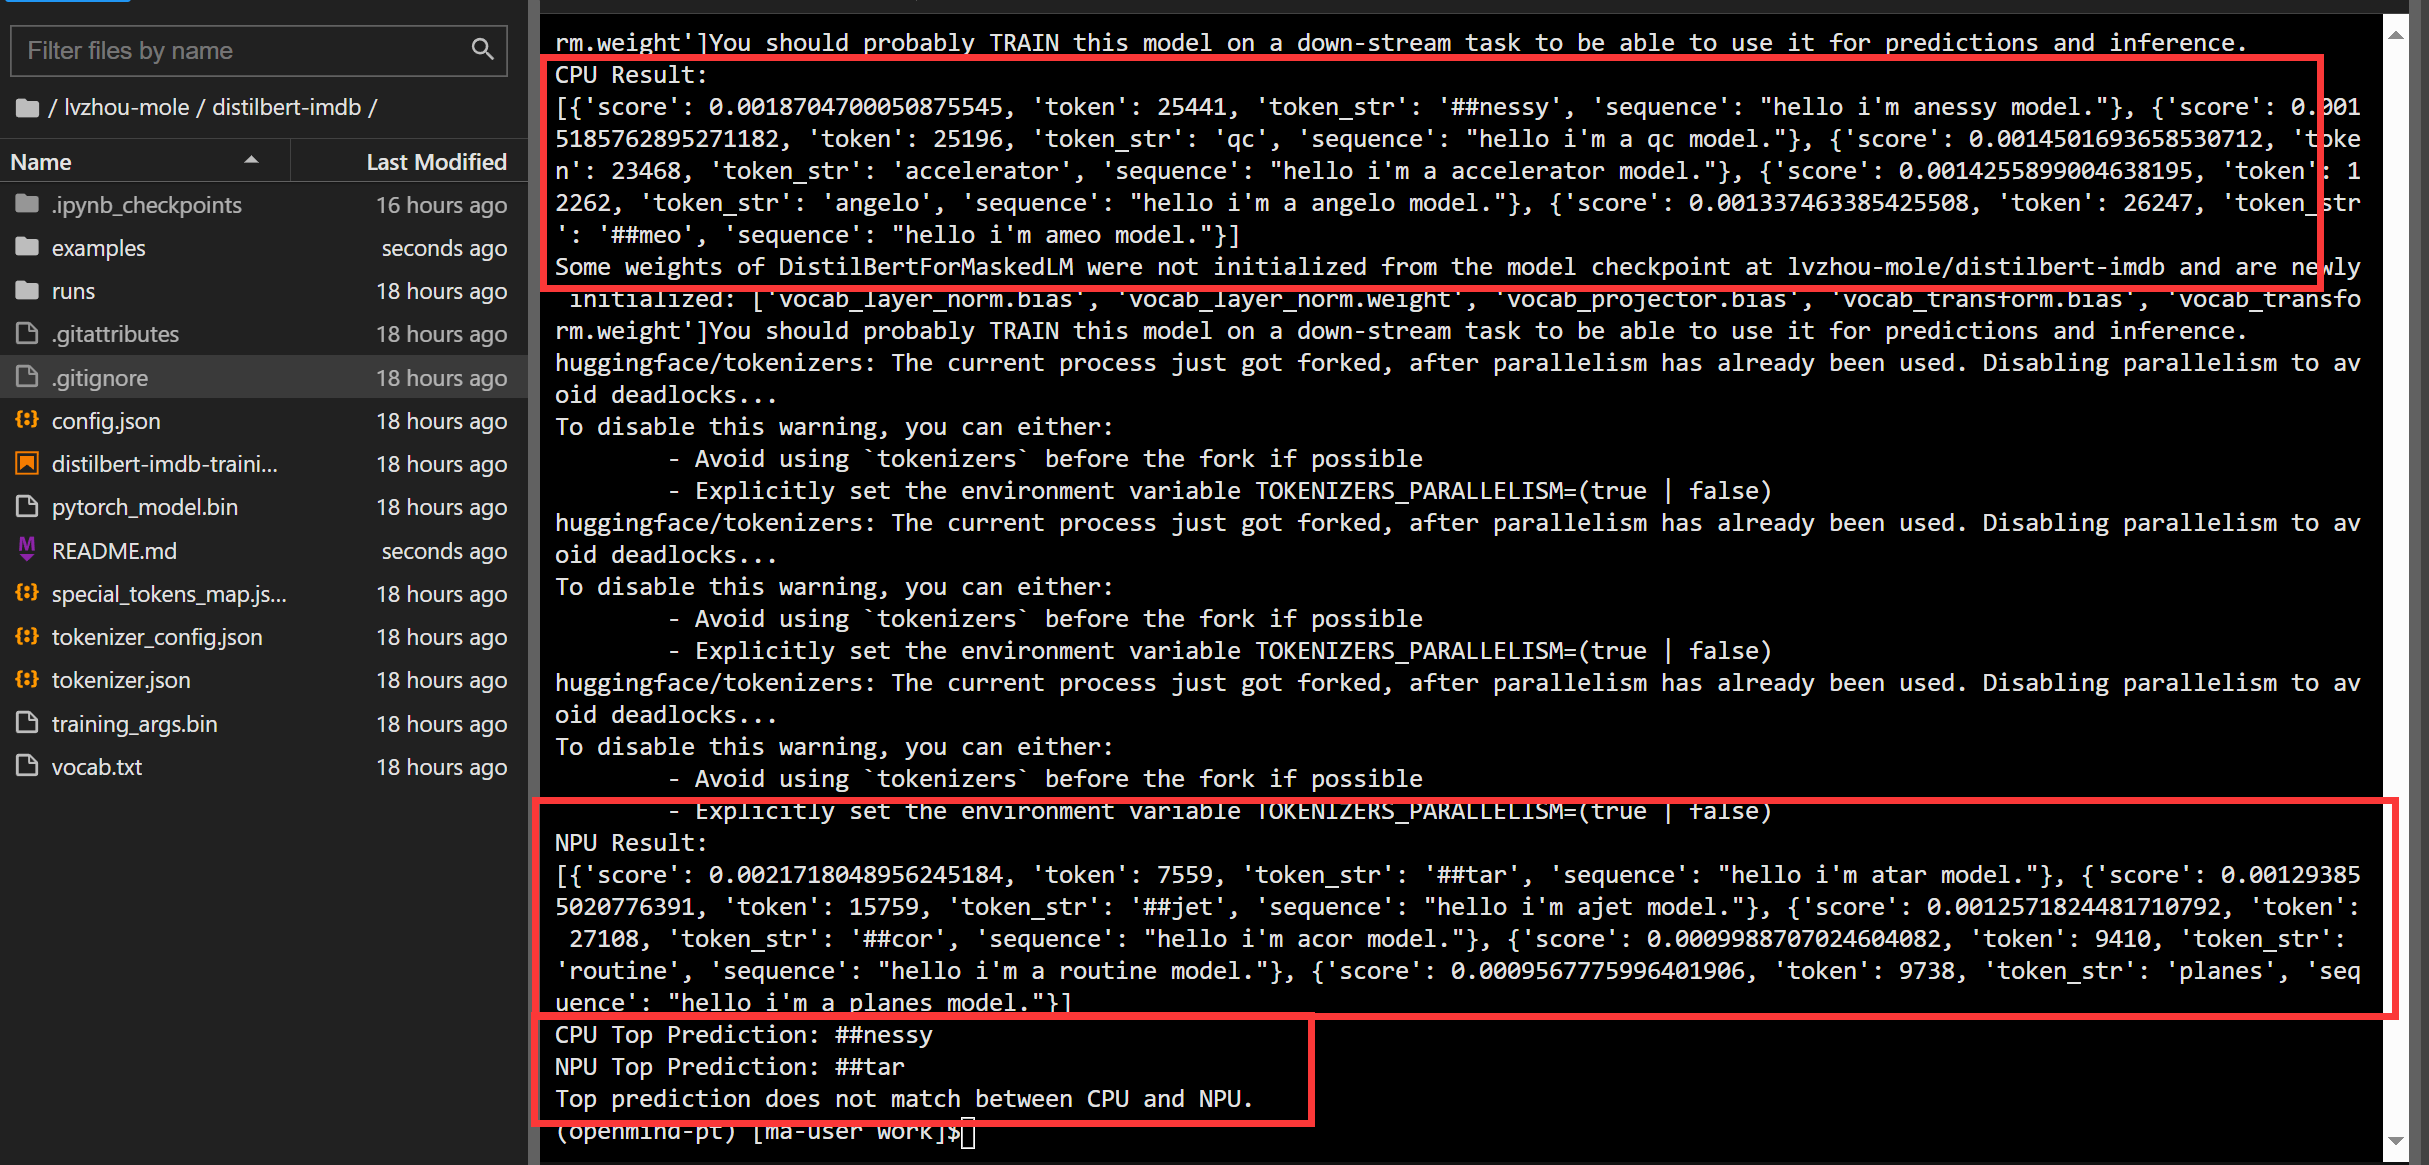 Filter files by name
/ lvzhou-mole / distilbert-imdb /
Name Last Modified
.ipynb_checkpoints 16 hours ago
examples seconds ago
runs 18 hours ago
.gitattributes 18 hours ago
.gitignore 18 hours ago
config.json 18 hours ago
distilbert-imdb-traini... 18 hours ago
pytorch_model.bin 18 hours ago
README.md seconds ago
special_tokens_map.js... 18 hours ago
tokenizer_config.json 18 hours ago
tokenizer.json 18 hours ago
training_args.bin 18 hours ago
vocab.txt 18 hours ago
rm.weight']You should probably TRAIN this model on a down-stream task to be able to use it for predictions and inference.
CPU Result:
[{'score': 0.0018704700050875545, 'token': 25441, 'token_str': '##nessy', 'sequence': "hello i'm anessy model."}, {'score': 0.001
5185762895271182, 'token': 25196, 'token_str': 'qc', 'sequence': "hello i'm a qc model."}, {'score': 0.0014501693658530712, 'toke
n': 23468, 'token_str': 'accelerator', 'sequence': "hello i'm a accelerator model."}, {'score': 0.0014255899004638195, 'token': 1
2262, 'token_str': 'angelo', 'sequence': "hello i'm a angelo model."}, {'score': 0.001337463385425508, 'token': 26247, 'token_str
': '##meo', 'sequence': "hello i'm ameo model."}]
Some weights of DistilBertForMaskedLM were not initialized from the model checkpoint at lvzhou-mole/distilbert-imdb and are newly
initialized: ['vocab_layer_norm.bias', 'vocab_layer_norm.weight', 'vocab_projector.bias', 'vocab_transform.bias', 'vocab_transfo
rm.weight']You should probably TRAIN this model on a down-stream task to be able to use it for predictions and inference.
huggingface/tokenizers: The current process just got forked, after parallelism has already been used. Disabling parallelism to av
oid deadlocks...
To disable this warning, you can either:
- Avoid using `tokenizers` before the fork if possible
- Explicitly set the environment variable TOKENIZERS_PARALLELISM=(true | false)
huggingface/tokenizers: The current process just got forked, after parallelism has already been used. Disabling parallelism to av
oid deadlocks...
To disable this warning, you can either:
- Avoid using `tokenizers` before the fork if possible
- Explicitly set the environment variable TOKENIZERS_PARALLELISM=(true | false)
huggingface/tokenizers: The current process just got forked, after parallelism has already been used. Disabling parallelism to av
oid deadlocks...
To disable this warning, you can either:
- Avoid using `tokenizers` before the fork if possible
- Explicitly set the environment variable TOKENIZERS_PARALLELISM=(true | false)
NPU Result:
[{'score': 0.0021718048956245184, 'token': 7559, 'token_str': '##tar', 'sequence': "hello i'm atar model."}, {'score': 0.00129385
5020776391, 'token': 15759, 'token_str': '##jet', 'sequence': "hello i'm ajet model."}, {'score': 0.0012571824481710792, 'token':
27108, 'token_str': '##cor', 'sequence': "hello i'm acor model."}, {'score': 0.0009988707024604082, 'token': 9410, 'token_str':
'routine', 'sequence': "hello i'm a routine model."}, {'score': 0.0009567775996401906, 'token': 9738, 'token_str': 'planes', 'seq
uence': "hello i'm a planes model."}]
CPU Top Prediction: ##nessy
NPU Top Prediction: ##tar
Top prediction does not match between CPU and NPU.
(openmind-pt) [ma-user work]$